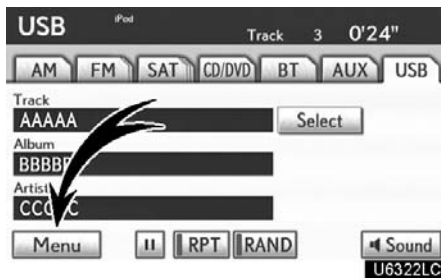 USB iPod Track 3 0'24"
AM FM SAT CD/DVD BT AUX USB
Track
AAAAA Select
Album
Artist
Menu II RPT RAND Sound
U6322LC